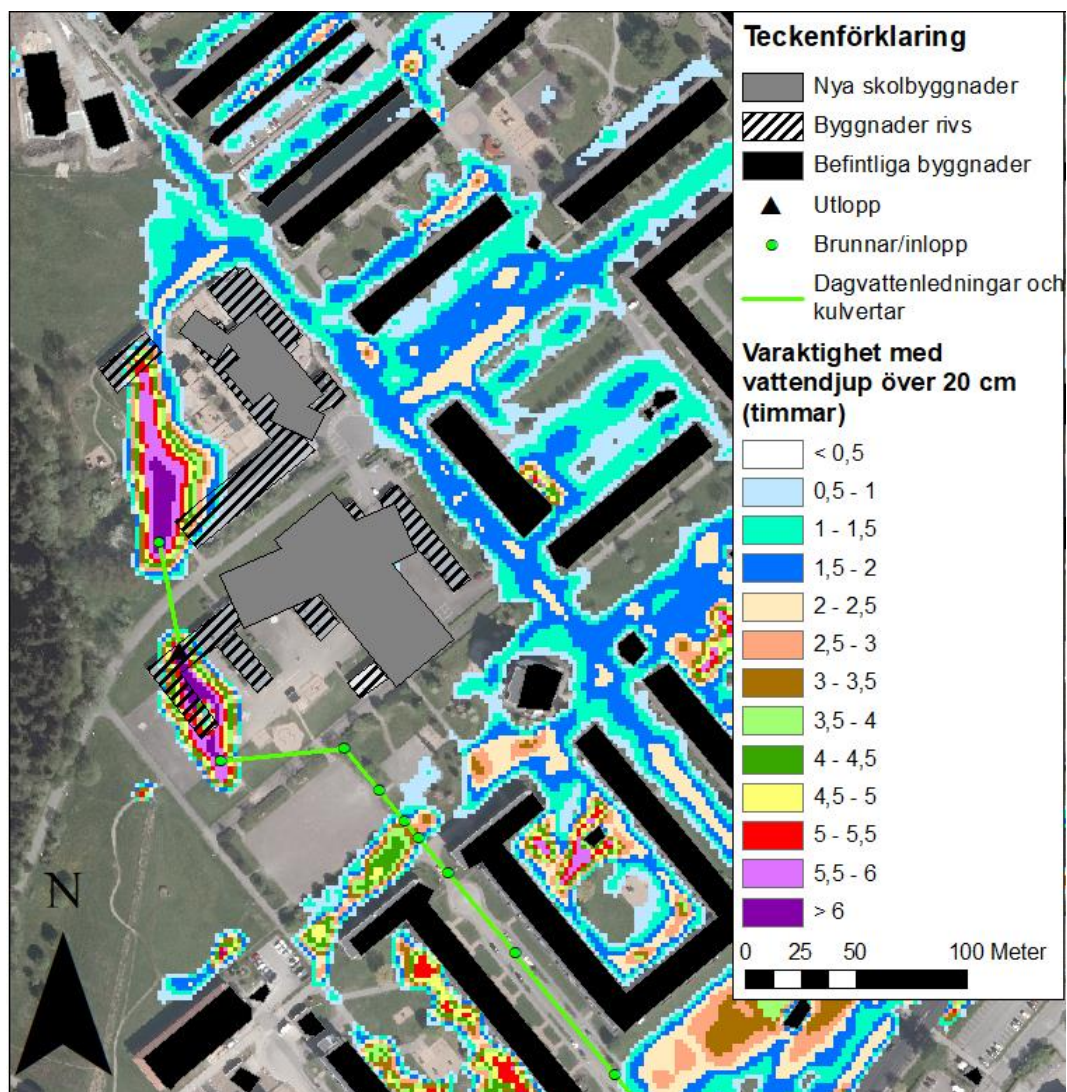 Teckenförklaring
Nya skolbyggnader
Byggnader rivs
Befintliga byggnader
Utlopp
Brunnar/inlopp
Dagvattenledningar och
kulvertar
Varaktighet med
vattendjup över 20 cm
(timmar)
< 0,5
0,5 - 1
1 - 1,5
1,5 - 2
2 - 2,5
2,5 - 3
3 - 3,5
3,5 - 4
4 - 4,5
4,5 - 5
5 - 5,5
5,5 - 6
> 6
0 25 50 100 Meter
N